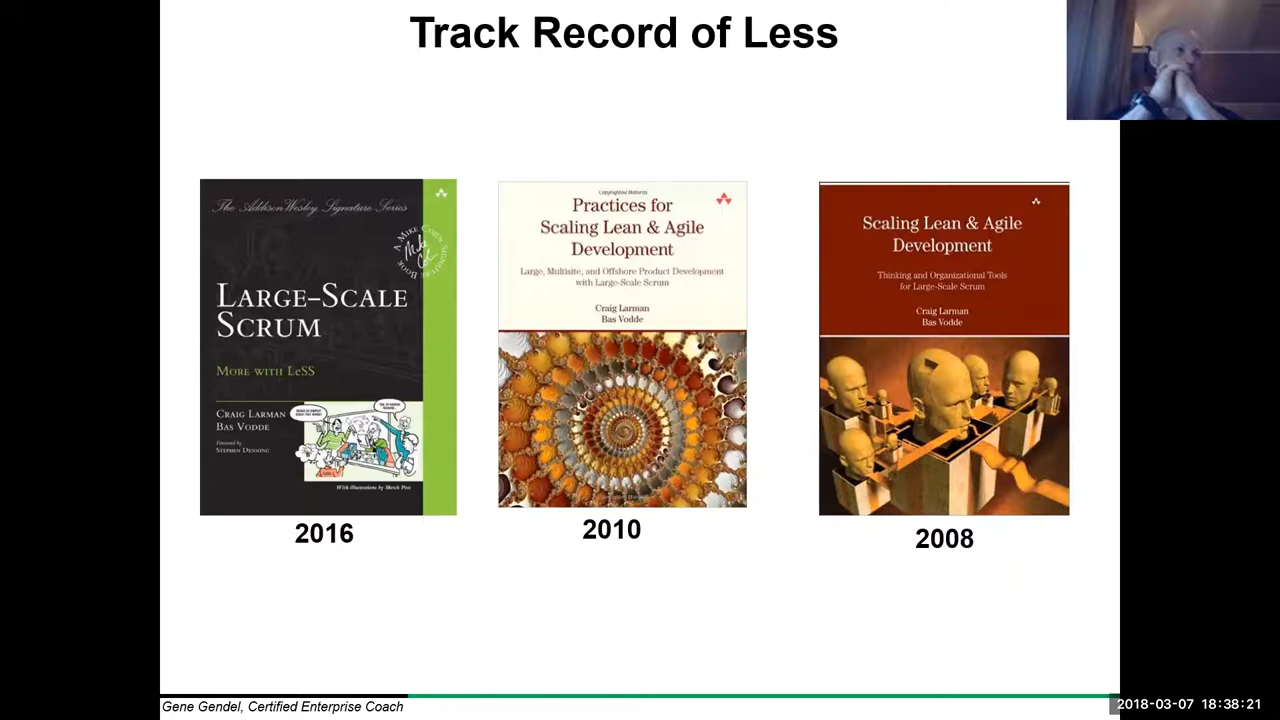 Track Record of Less
The Addison Wesley Signature Series
A MIKE COHN SIGNATURE BOOK
LARGE-SCALE
SCRUM
MORE WITH LeSS
CRAIG LARMAN
BAS VODDE
Foreword by
STEPHEN DENNING
With illustrations by
2016
Copyrighted Material
Practices for
Scaling Lean & Agile
Development
Large, Multisite, and Offshore Product Development
with Large-Scale Scrum
Craig Larman
Bas Vodde
2010
Scaling Lean & Agile
Development
Thinking and Organizational Tools
for Large-Scale Scrum
Craig Larman
Bas Vodde
2008
Gene Gendel, Certified Enterprise Coach
2018-03-07 18:38:21